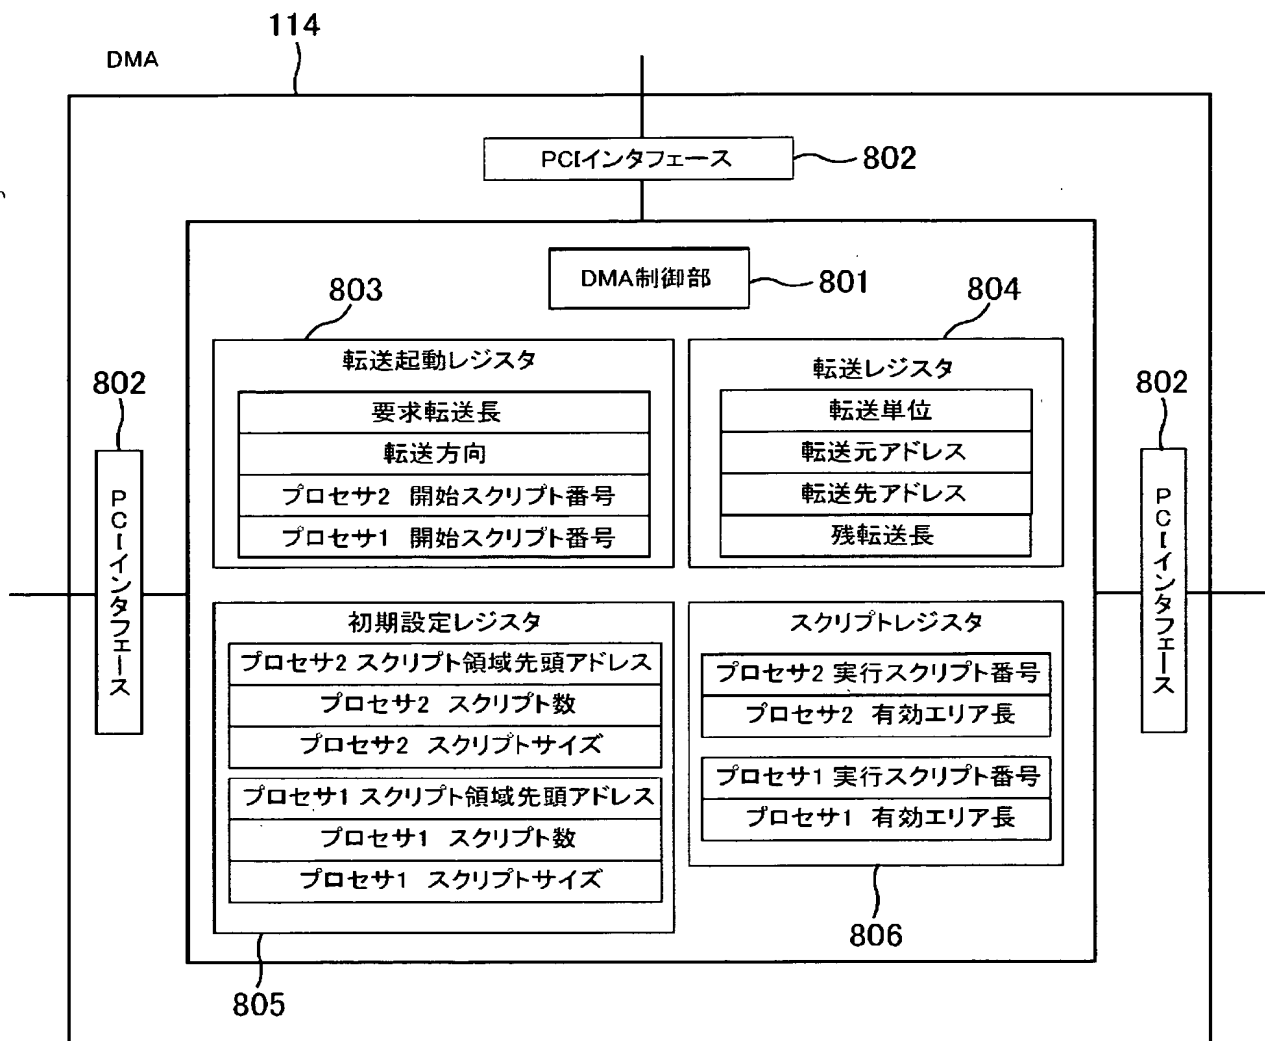 114
DMA
PCIインタフェース
802
DMA制御部
801
803
804
転送起動レジスタ
要求転送長
転送方向
プロセサ2 開始スクリプト番号
プロセサ1 開始スクリプト番号
転送レジスタ
転送単位
転送元アドレス
転送先アドレス
残転送長
802
PCIインタフェース
802
PCIインタフェース
初期設定レジスタ
プロセサ2 スクリプト領域先頭アドレス
プロセサ2 スクリプト数
プロセサ2 スクリプトサイズ
プロセサ1 スクリプト領域先頭アドレス
プロセサ1 スクリプト数
プロセサ1 スクリプトサイズ
スクリプトレジスタ
プロセサ2 実行スクリプト番号
プロセサ2 有効エリア長
プロセサ1 実行スクリプト番号
プロセサ1 有効エリア長
805
806